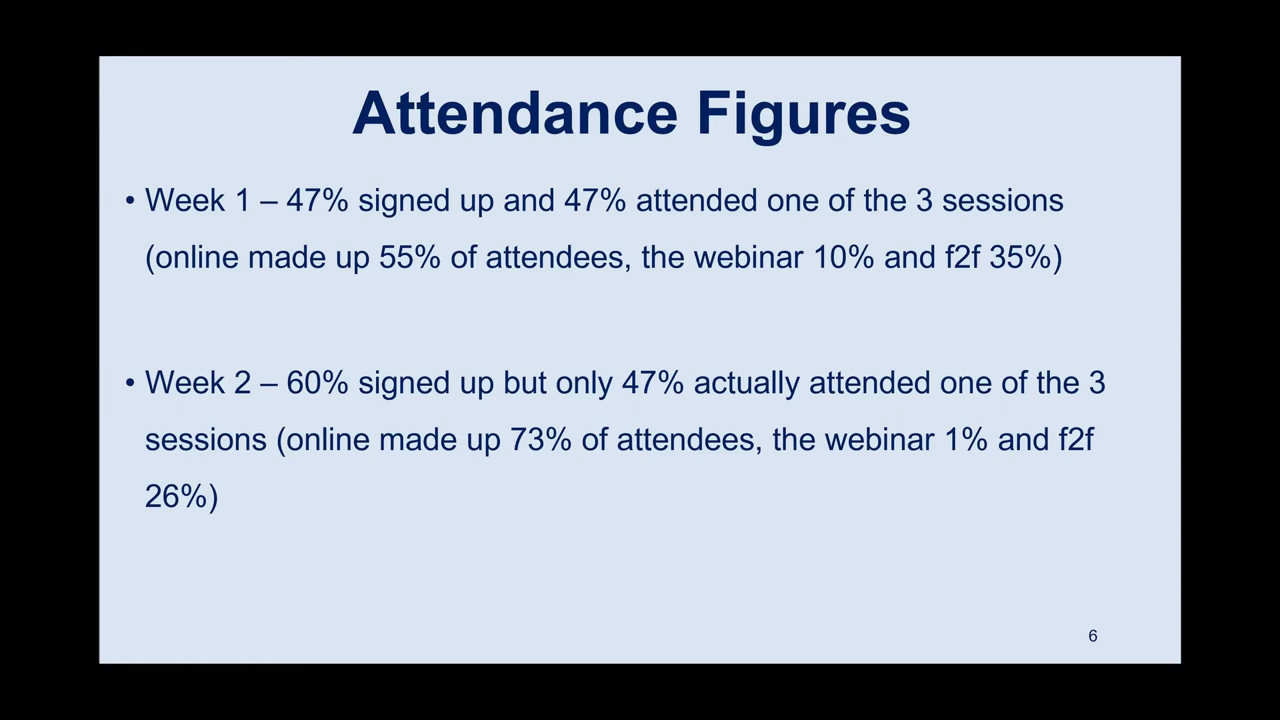 Attendance Figures
• Week 1 – 47% signed up and 47% attended one of the 3 sessions
(online made up 55% of attendees, the webinar 10% and f2f 35%)
• Week 2 – 60% signed up but only 47% actually attended one of the 3
sessions (online made up 73% of attendees, the webinar 1% and f2f
26%)
6